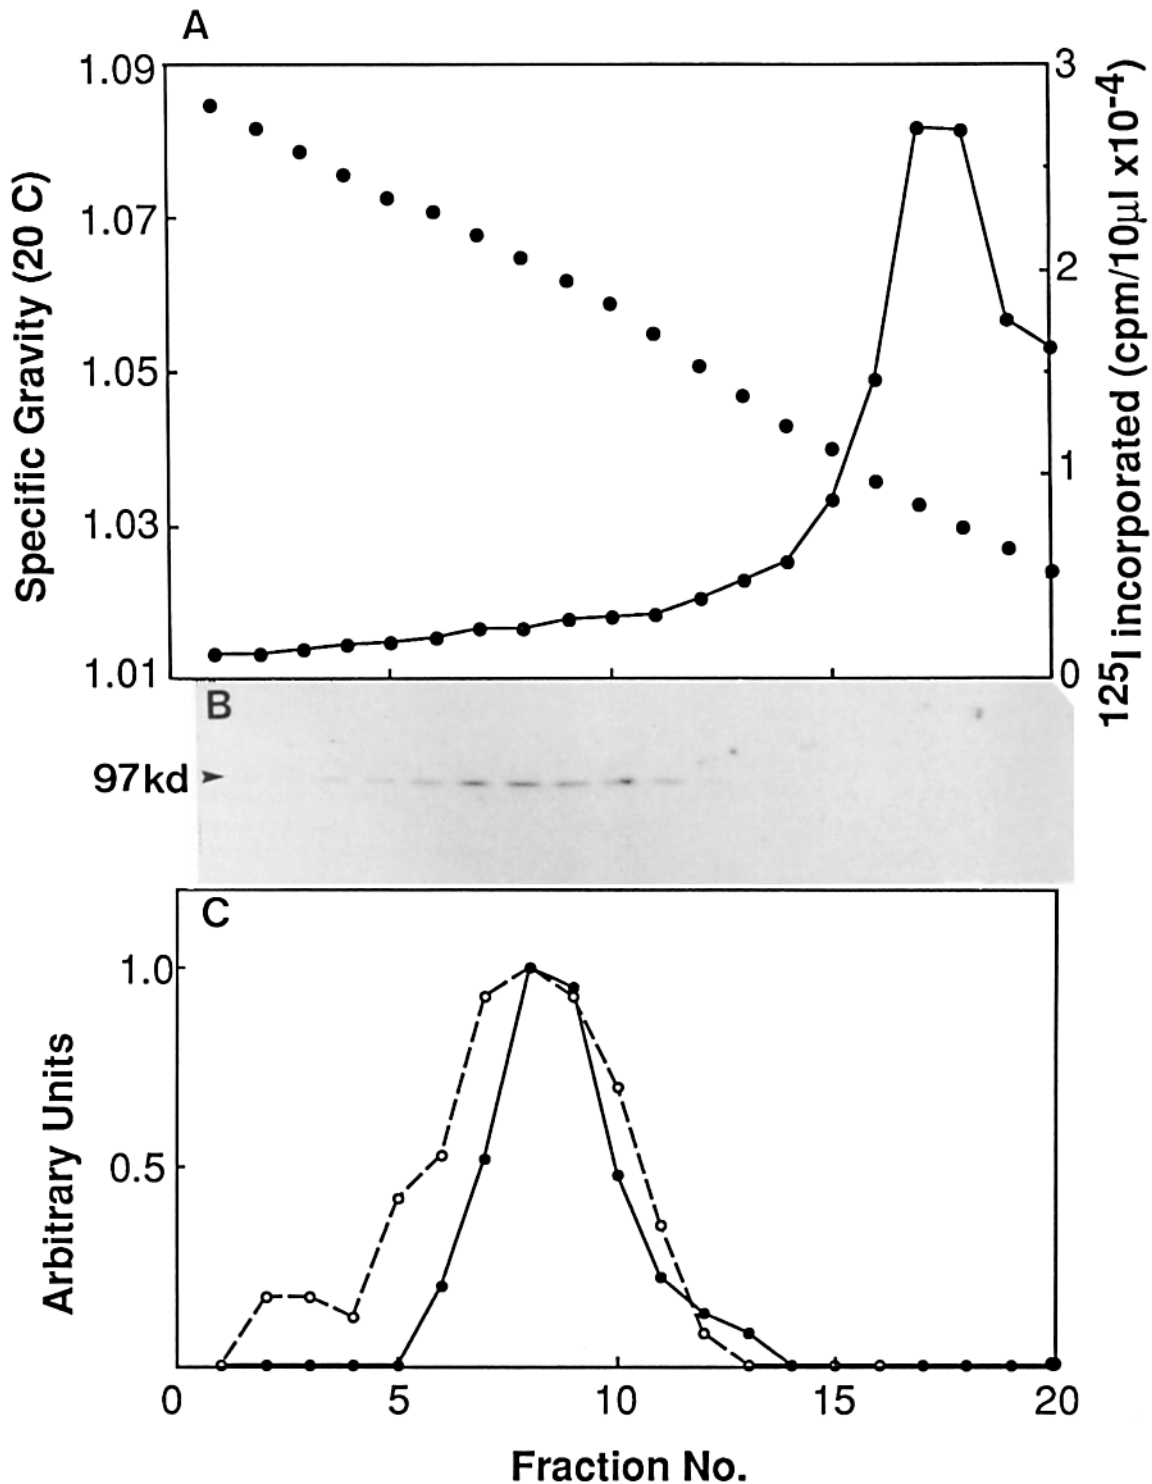 A
1.09
1.07
1.05
1.03
1.01
Specific Gravity (20 C)
3
2
1
0
125I incorporated (cpm/10µl x10-4)
B
97kd
C
1.0
0.5
Arbitrary Units
0 5 10 15 20
Fraction No.